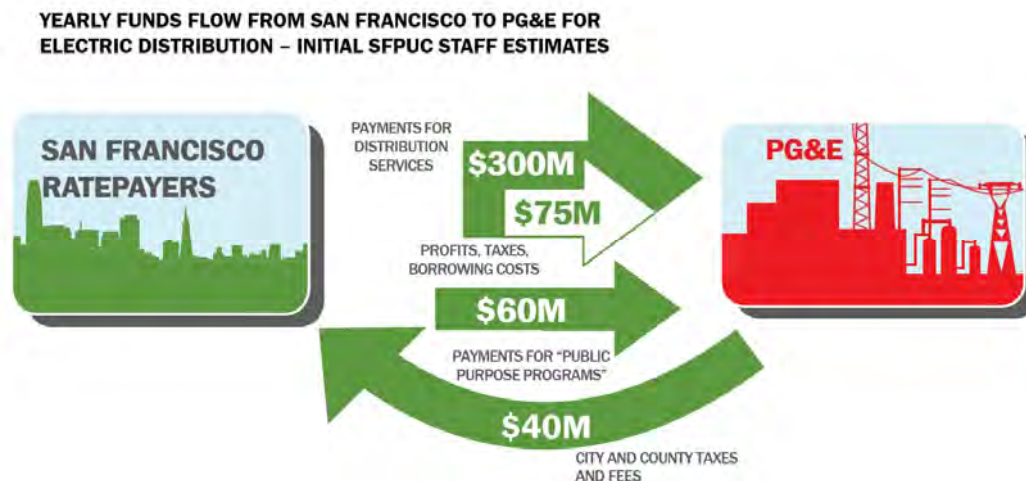 YEARLY FUNDS FLOW FROM SAN FRANCISCO TO PG&E FOR
ELECTRIC DISTRIBUTION – INITIAL SFPUC STAFF ESTIMATES
SAN FRANCISCO
RATEPAYERS
PAYMENTS FOR
DISTRIBUTION
SERVICES
$300M
$75M
PROFITS, TAXES,
BORROWING COSTS
$60M
PAYMENTS FOR “PUBLIC
PURPOSE PROGRAMS”
$40M
CITY AND COUNTY TAXES
AND FEES
PG&E